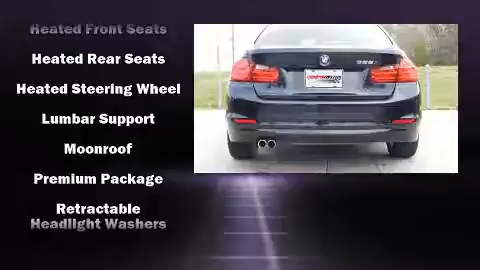 Heated Front Seats
Heated Rear Seats
Heated Steering Wheel
Lumbar Support
Moonroof
Premium Package
Retractable
Headlight Washers